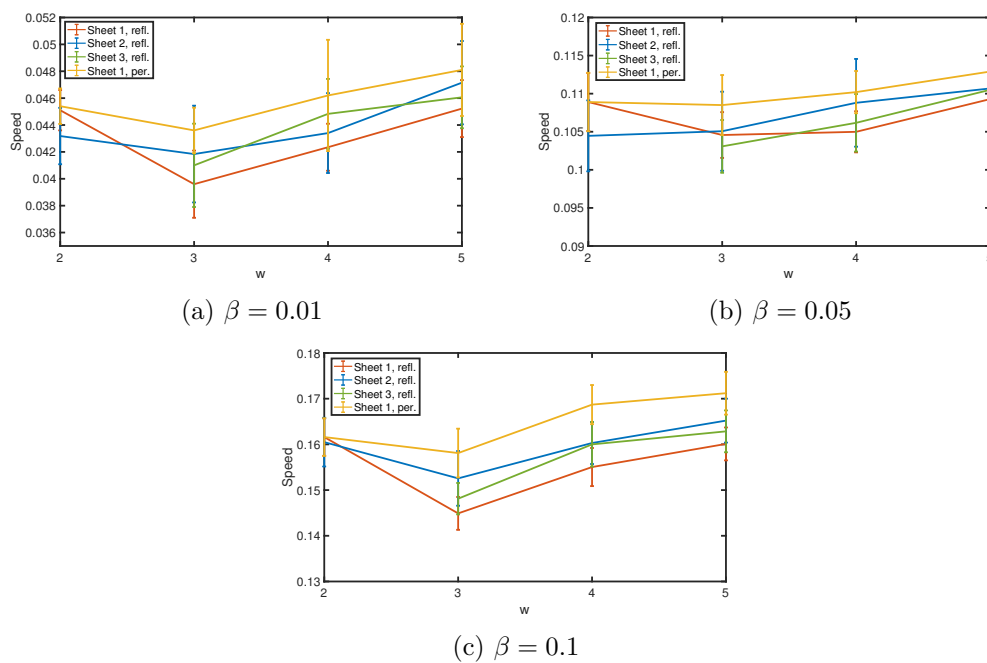 0.052
0.05
0.048
0.046
0.044
0.042
0.04
0.038
0.036
Speed
Sheet 1, refl.
Sheet 2, refl.
Sheet 3, refl.
Sheet 1, per.
2 3 4 5
w
(a) β = 0.01
0.12
0.115
0.11
0.105
0.1
0.095
0.09
Speed
Sheet 1, refl.
Sheet 2, refl.
Sheet 3, refl.
Sheet 1, per.
2 3 4 5
w
(b) β = 0.05
0.18
0.17
0.16
0.15
0.14
0.13
Speed
Sheet 1, refl.
Sheet 2, refl.
Sheet 3, refl.
Sheet 1, per.
2 3 4 5
w
(c) β = 0.1